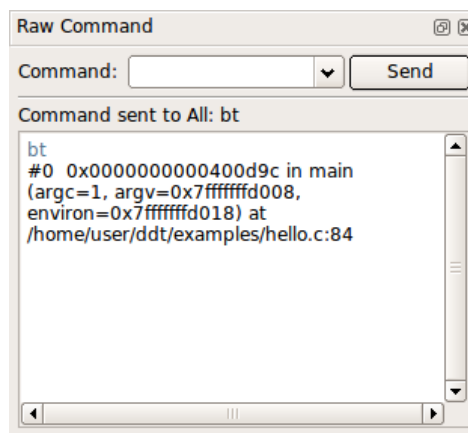 Raw Command
Command:
Send
Command sent to All: bt
bt
#0  0x0000000000400d9c in main
(argc=1, argv=0x7fffffffd008,
environ=0x7fffffffd018) at
/home/user/ddt/examples/hello.c:84